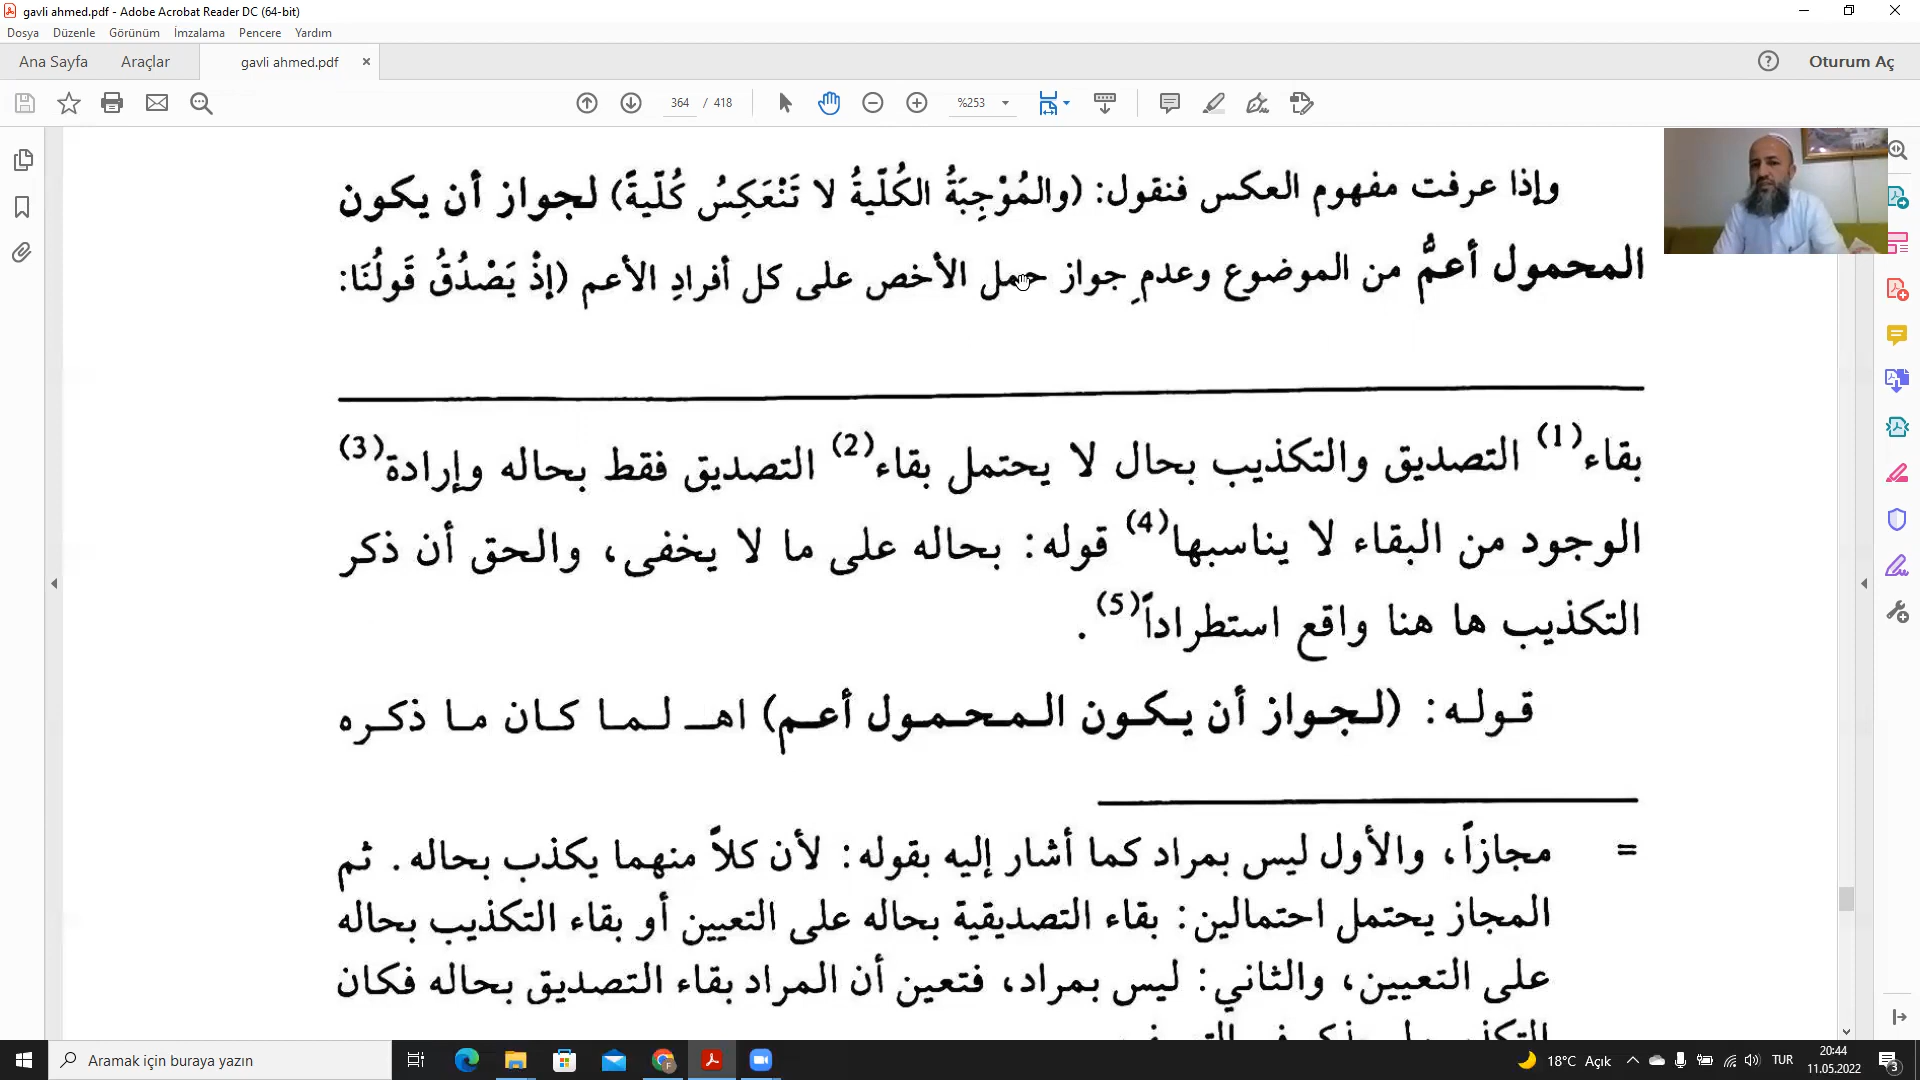 gavli ahmed.pdf - Adobe Acrobat Reader DC (64-bit)
Dosya Düzenle Görünüm İmzalama Pencere Yardım
Ana Sayfa Araçlar gavli ahmed.pdf Oturum Aç
364 / 418 %253
وإذا عرفت مفهوم العكس فنقول: (والمُوْجِبَةُ الكُلّيةُ لا تَنْعَكِسُ كُلّيةً) لجواز أن يكون
المحمول أعمُّ من الموضوع وعدمِ جواز حمل الأخص على كل أفرادِ الأعم (إذْ يَصْدُقُ قَولُنَا:
بقاء(1) التصديق والتكذيب بحال لا يحتمل بقاء(2) التصديق فقط بحاله وإرادة(3)
الوجود من البقاء لا يناسبها(4) قوله: بحاله على ما لا يخفى، والحق أن ذكر
التكذيب ها هنا واقع استطراداً(5).
قوله: (لجواز أن يكون المحمول أعم) اهـ لما كان ما ذكره
= مجازاً، والأول ليس بمراد كما أشار إليه بقوله: لأن كلاً منهما يكذب بحاله. ثم
المجاز يحتمل احتمالين: بقاء التصديقية بحاله على التعيين أو بقاء التكذيب بحاله
على التعيين، والثاني: ليس بمراد، فتعين أن المراد بقاء التصديق بحاله فكان
Aramak için buraya yazın
18°C Açık TUR 20:44
11.05.2022 3